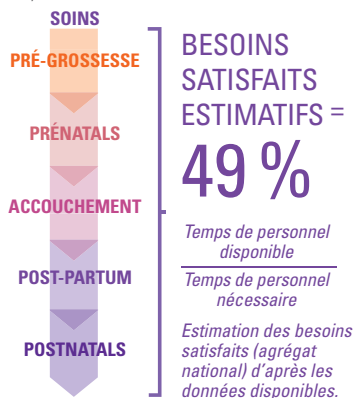 SOINS
PRÉ-GROSSESSE
PRÉNATALS
ACCOUCHEMENT
POST-PARTUM
POSTNATALS
BESOINS
SATISFAITS
ESTIMATIFS =
49 %
Temps de personnel
disponible
Temps de personnel
nécessaire
Estimation des besoins
satisfaits (agrégat
national) d’après les
données disponibles.